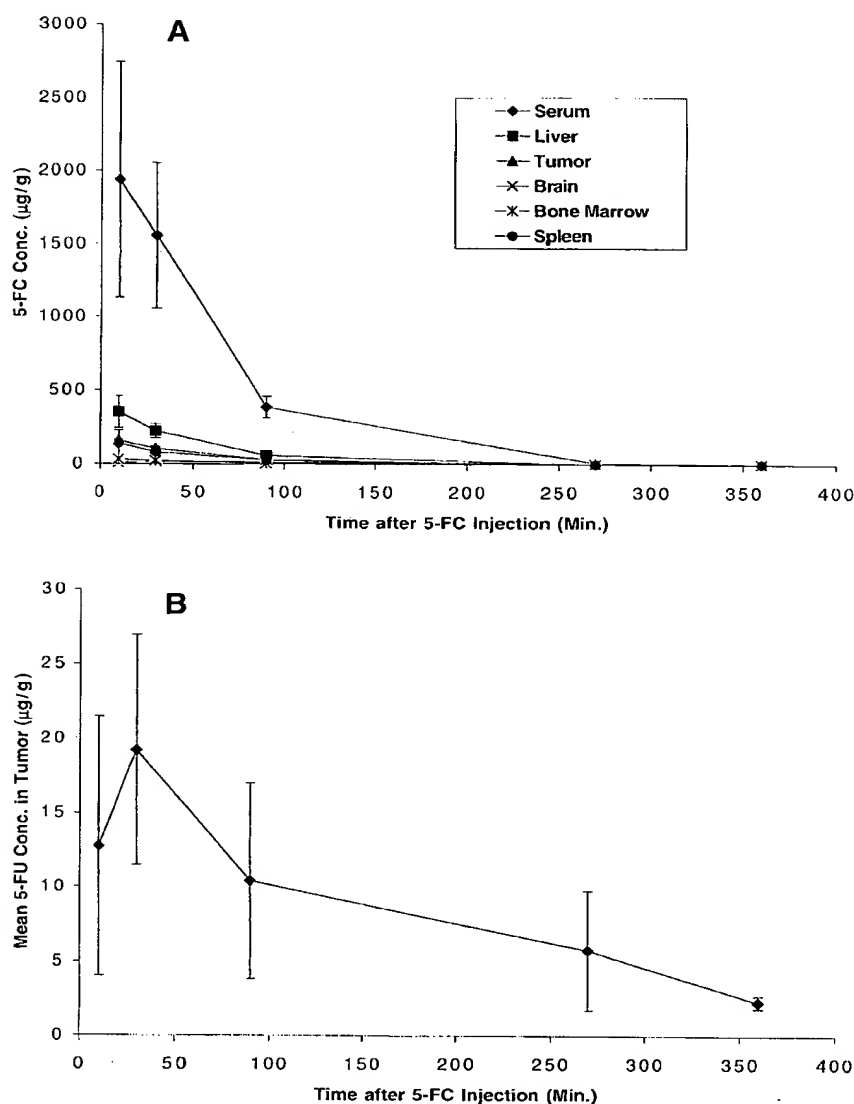 A
3000
2500
2000
1500
1000
500
0
5-FC Conc. (µg/g)
Serum
Liver
Tumor
Brain
Bone Marrow
Spleen
0 50 100 150 200 250 300 350 400
Time after 5-FC Injection (Min.)
B
30
25
20
15
10
5
0
Mean 5-FU Conc. in Tumor (µg/g)
0 50 100 150 200 250 300 350 400
Time after 5-FC Injection (Min.)